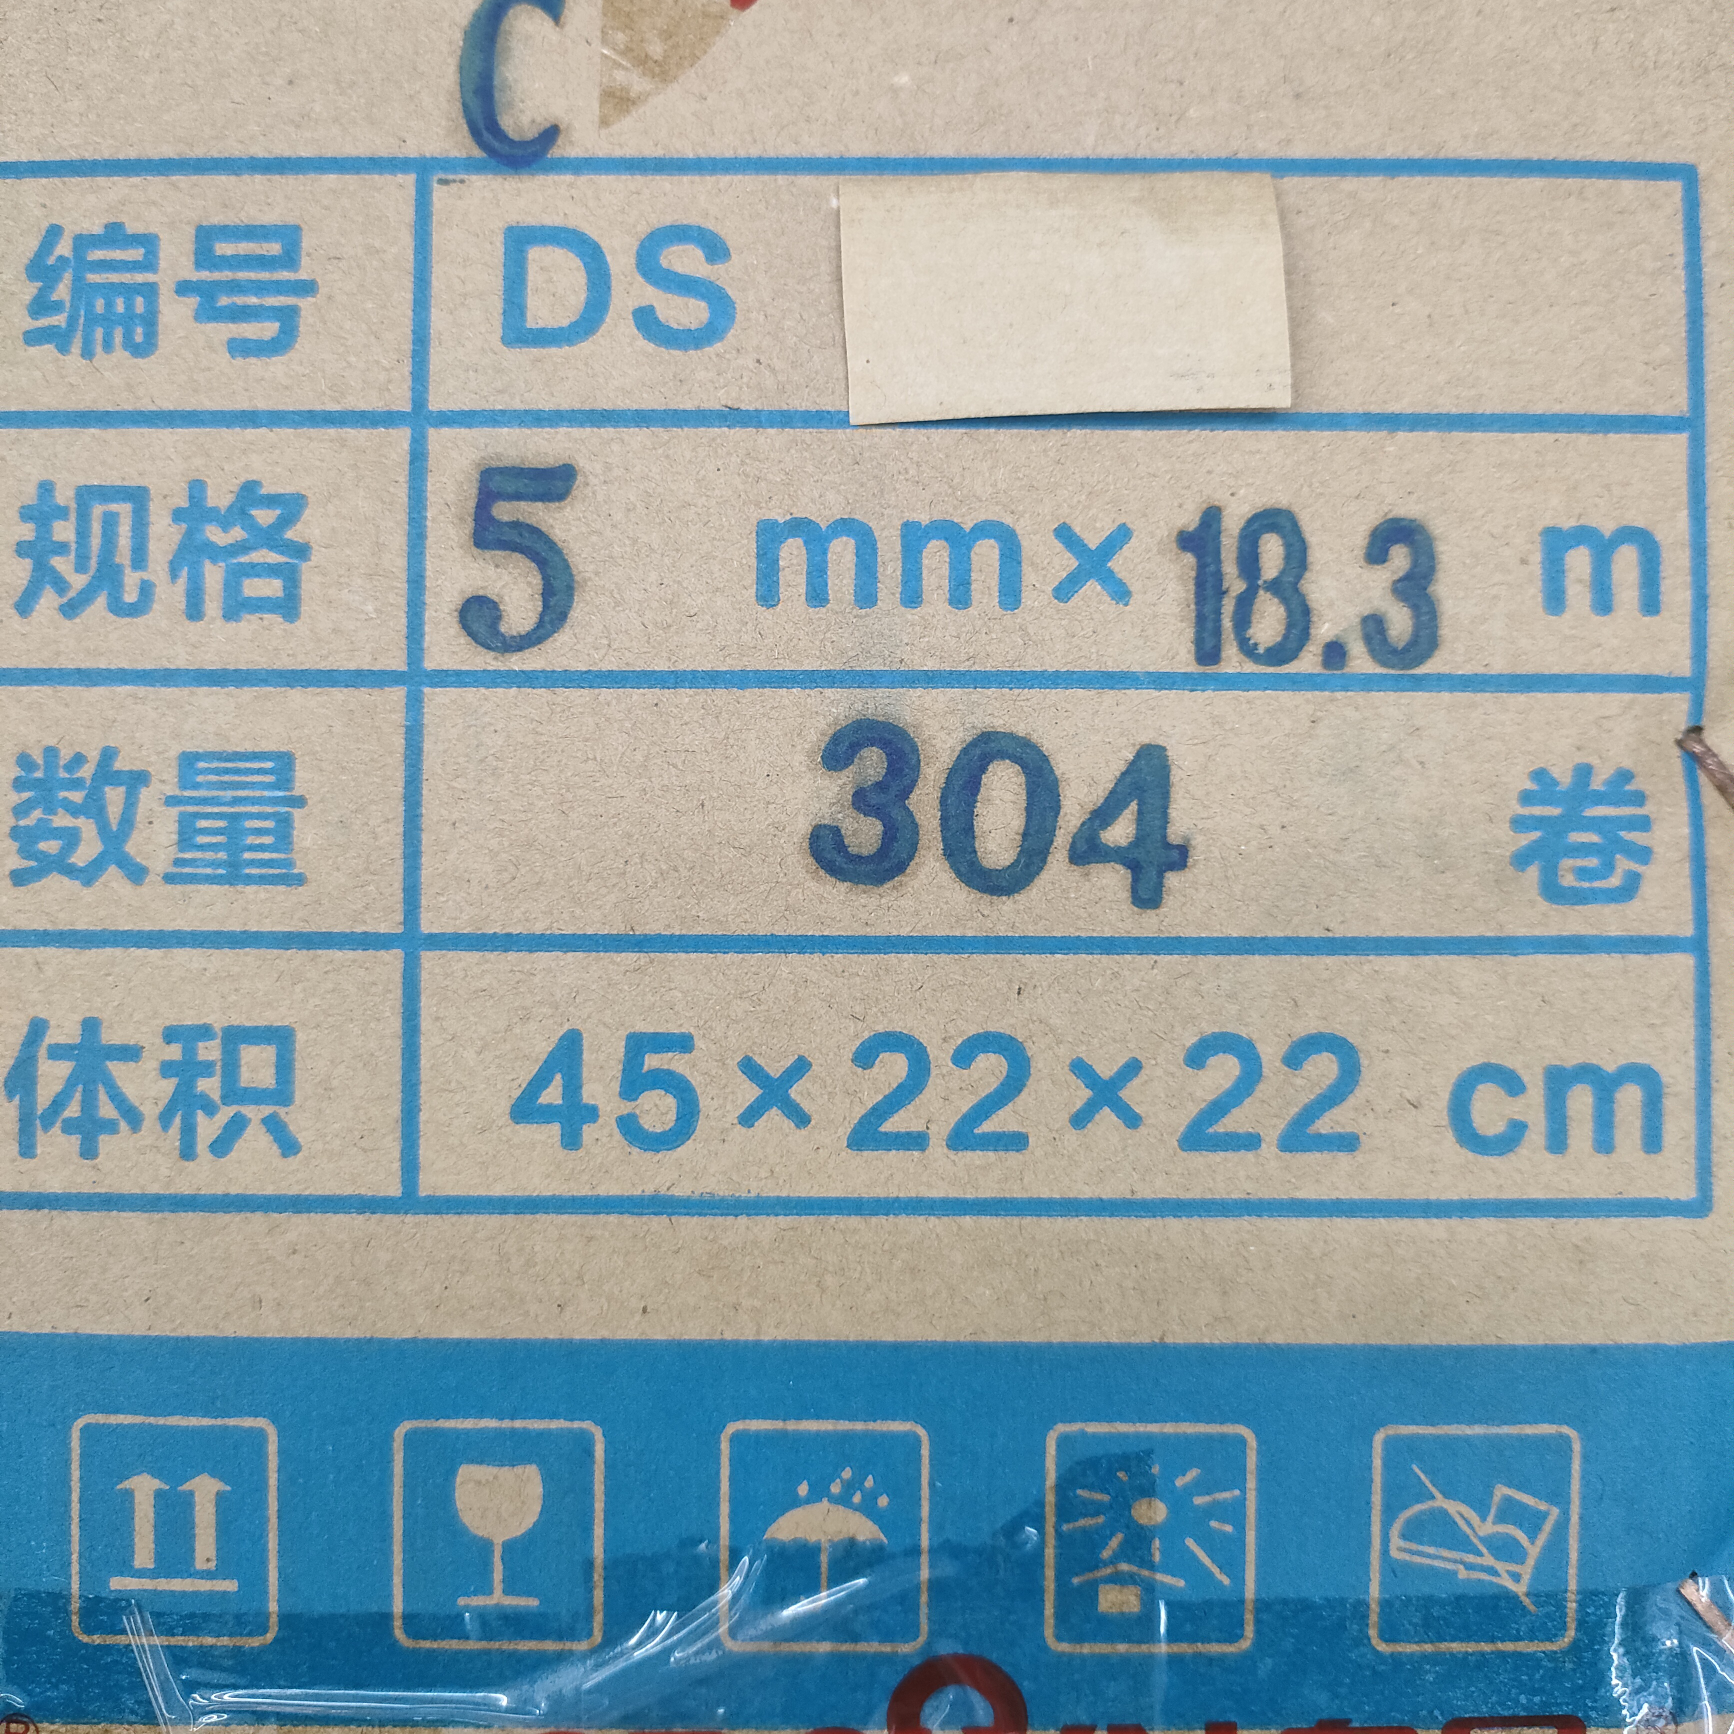 C
编号 DS
规格 5 mm×18.3 m
数量 304 卷
体积 45×22×22 cm